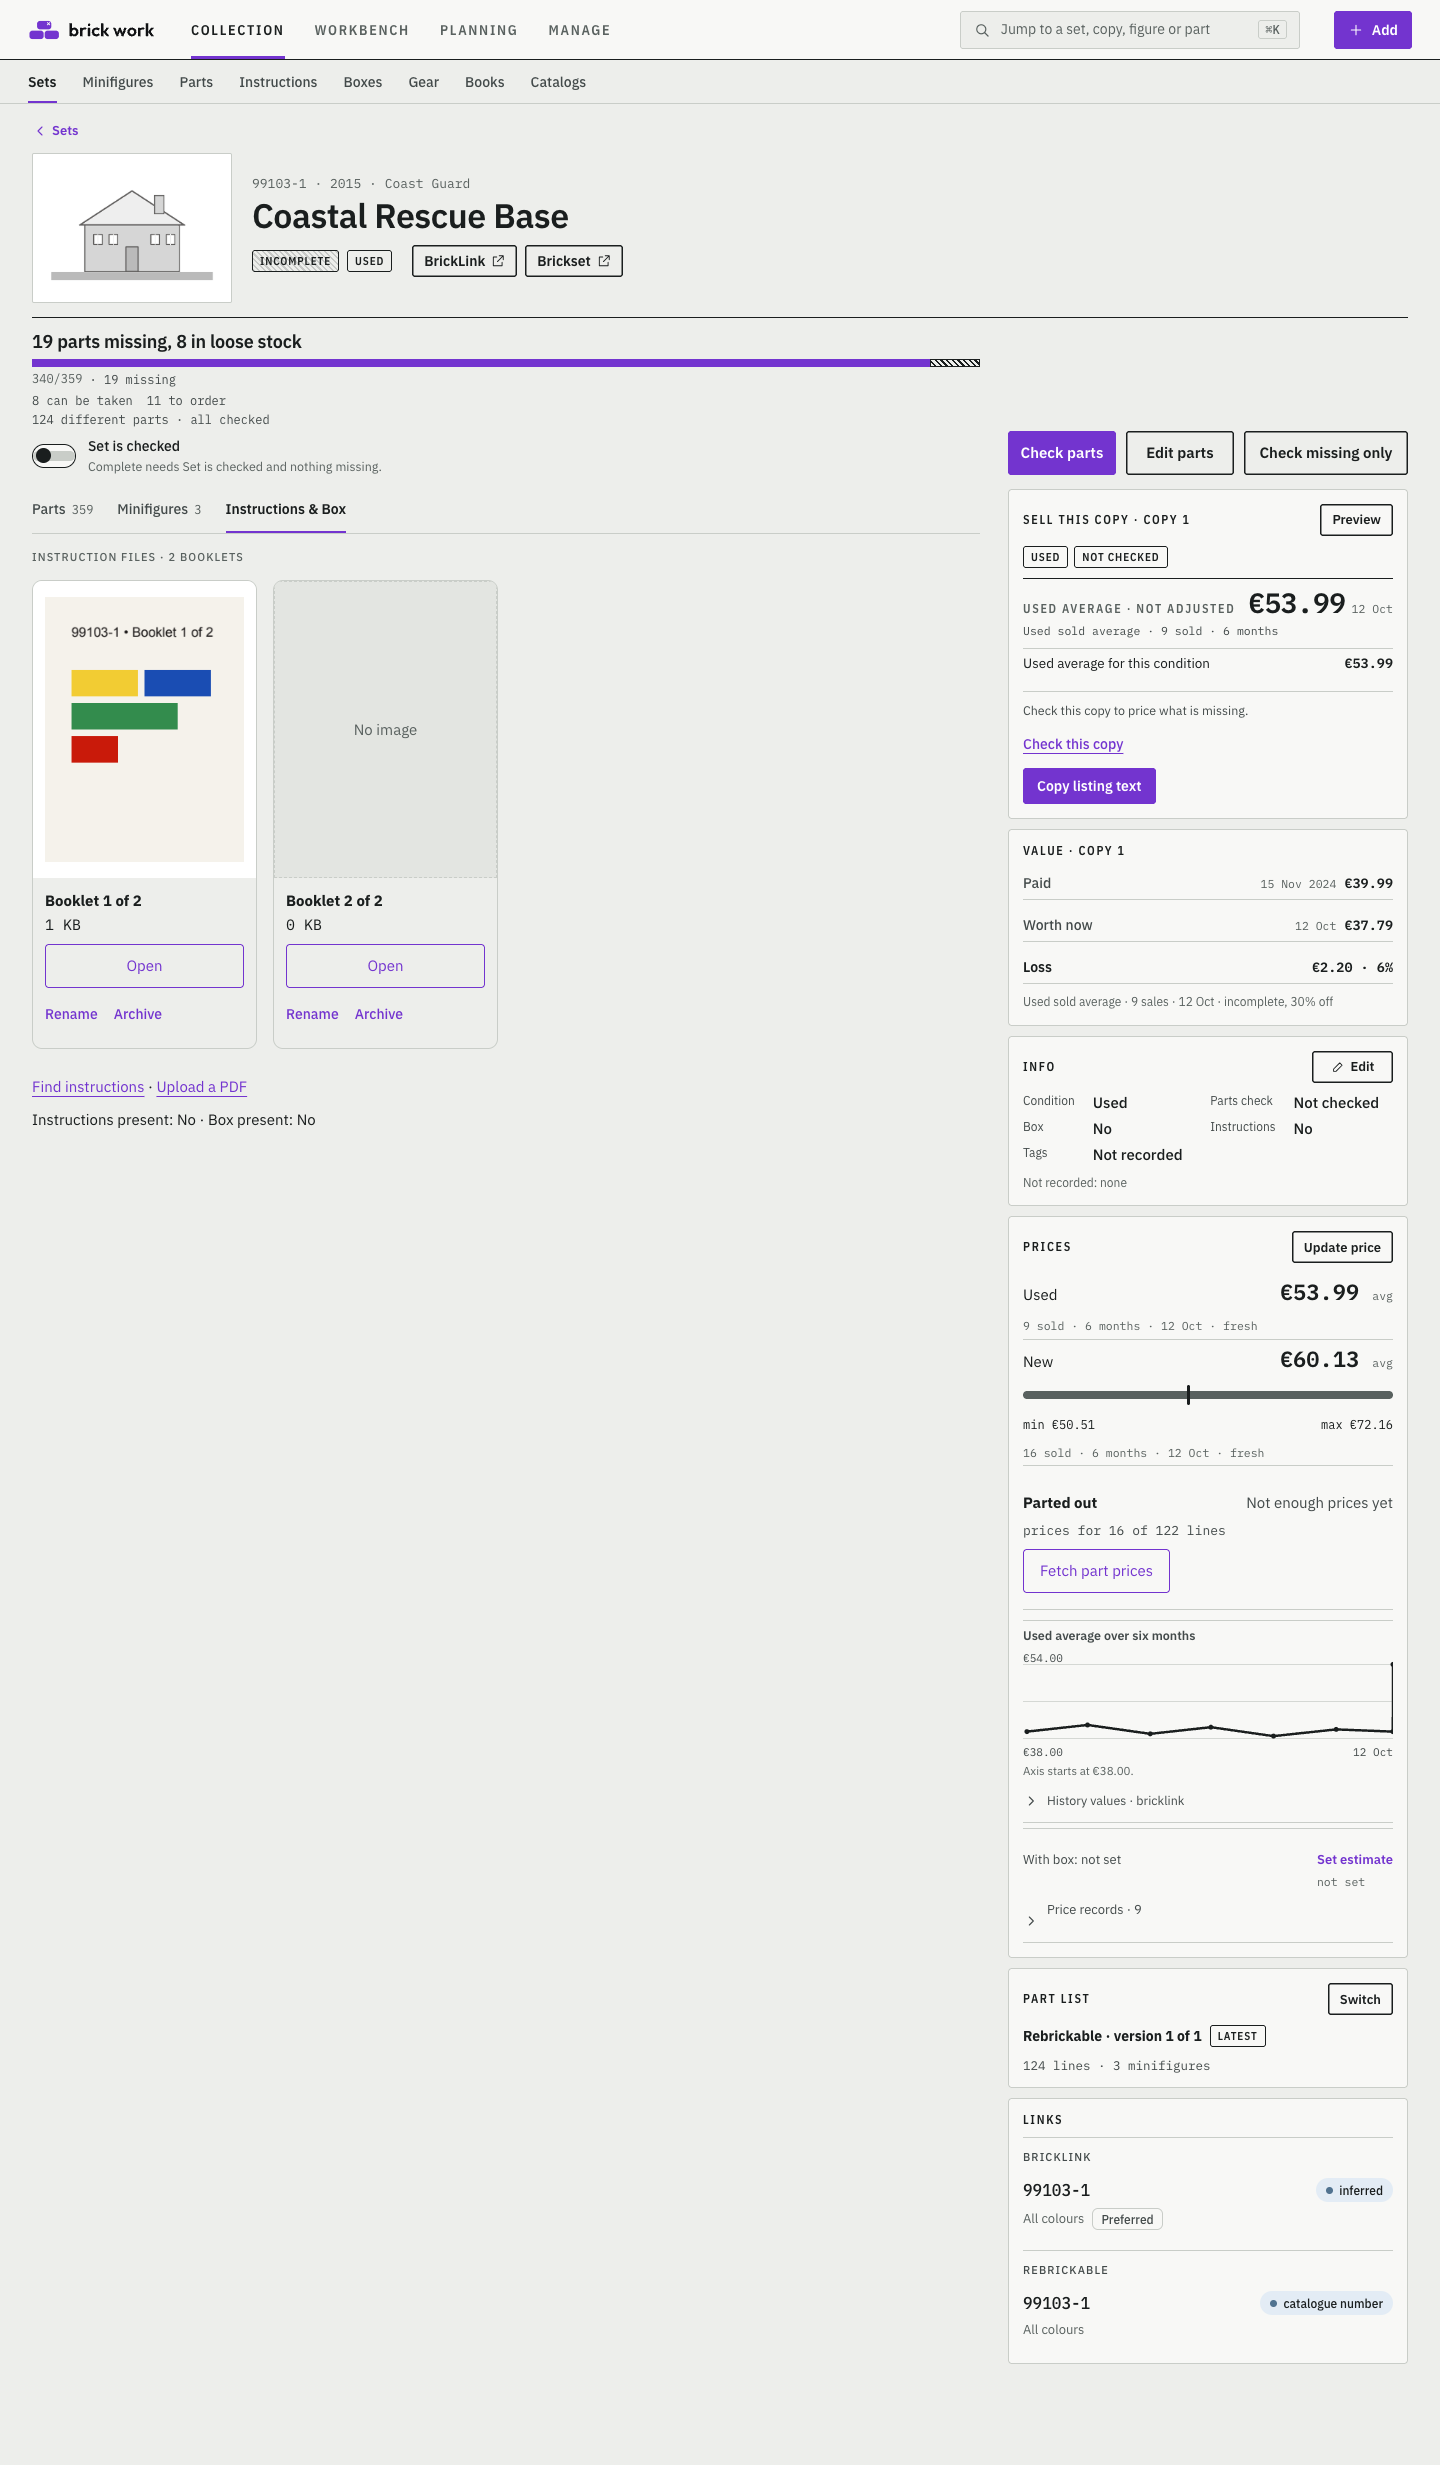 brick work
COLLECTION
WORKBENCH
PLANNING
MANAGE
Jump to a set, copy, figure or part
⌘K
+ Add
Sets
Minifigures
Parts
Instructions
Boxes
Gear
Books
Catalogs
Sets
99103-1 · 2015 · Coast Guard
Coastal Rescue Base
INCOMPLETE
USED
BrickLink
Brickset
19 parts missing, 8 in loose stock
340/359 · 19 missing
8 can be taken 11 to order
124 different parts · all checked
Set is checked
Complete needs Set is checked and nothing missing.
Parts 359
Minifigures 3
Instructions & Box
INSTRUCTION FILES · 2 BOOKLETS
99103-1 • Booklet 1 of 2
Booklet 1 of 2
1 KB
Open
Rename Archive
No image
Booklet 2 of 2
0 KB
Open
Rename Archive
Find instructions · Upload a PDF
Instructions present: No · Box present: No
Check parts
Edit parts
Check missing only
SELL THIS COPY · COPY 1
Preview
USED
NOT CHECKED
USED AVERAGE · NOT ADJUSTED €53.99 12 Oct
Used sold average · 9 sold · 6 months
Used average for this condition €53.99
Check this copy to price what is missing.
Check this copy
Copy listing text
VALUE · COPY 1
Paid 15 Nov 2024 €39.99
Worth now 12 Oct €37.79
Loss €2.20 · 6%
Used sold average · 9 sales · 12 Oct · incomplete, 30% off
INFO
Edit
Condition Used Parts check Not checked
Box No Instructions No
Tags Not recorded
Not recorded: none
PRICES
Update price
Used €53.99 avg
9 sold · 6 months · 12 Oct · fresh
New €60.13 avg
min €50.51 max €72.16
16 sold · 6 months · 12 Oct · fresh
Parted out Not enough prices yet
prices for 16 of 122 lines
Fetch part prices
Used average over six months
€54.00
€38.00 12 Oct
Axis starts at €38.00.
History values · bricklink
With box: not set Set estimate
not set
Price records · 9
PART LIST
Switch
Rebrickable · version 1 of 1 LATEST
124 lines · 3 minifigures
LINKS
BRICKLINK
99103-1 inferred
All colours Preferred
REBRICKABLE
99103-1 catalogue number
All colours